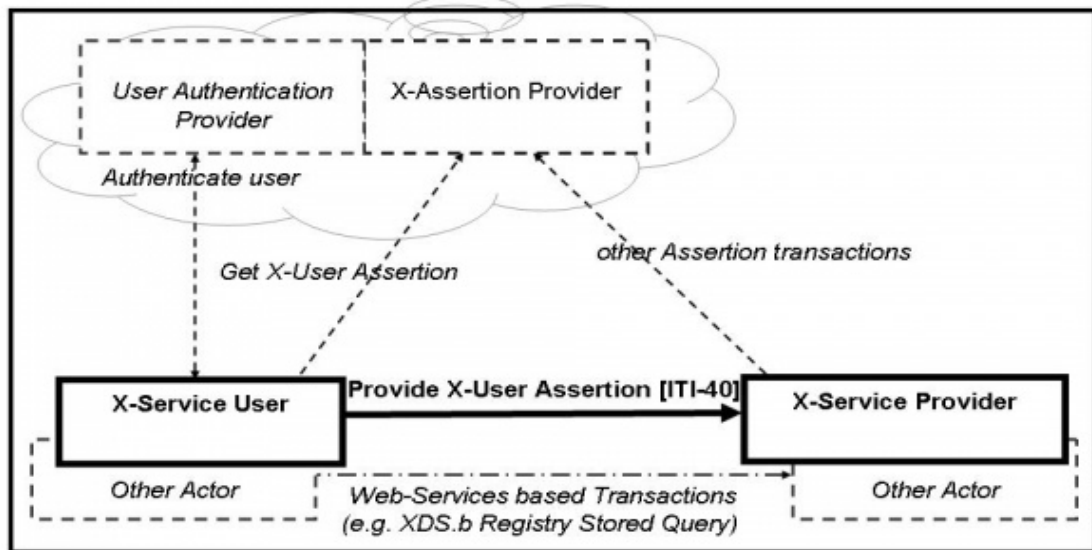 User Authentication
Provider
X-Assertion Provider
Authenticate user
Get X-User Assertion
other Assertion transactions
X-Service User
Provide X-User Assertion [ITI-40]
X-Service Provider
Other Actor
Web-Services based Transactions
(e.g. XDS.b Registry Stored Query)
Other Actor